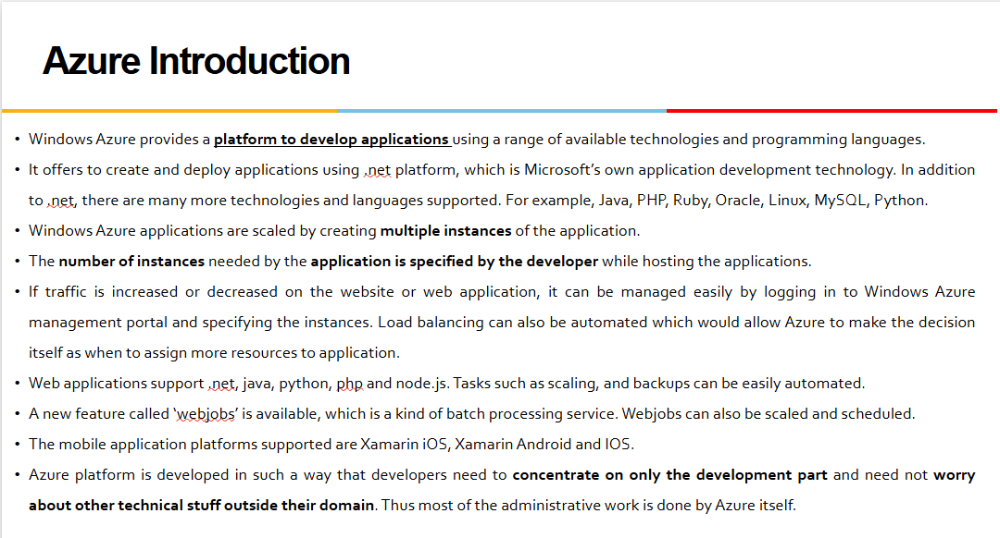 Azure Introduction
• Windows Azure provides a platform to develop applications using a range of available technologies and programming languages.
• It offers to create and deploy applications using .net platform, which is Microsoft’s own application development technology. In addition
to .net, there are many more technologies and languages supported. For example, Java, PHP, Ruby, Oracle, Linux, MySQL, Python.
• Windows Azure applications are scaled by creating multiple instances of the application.
• The number of instances needed by the application is specified by the developer while hosting the applications.
• If traffic is increased or decreased on the website or web application, it can be managed easily by logging in to Windows Azure
management portal and specifying the instances. Load balancing can also be automated which would allow Azure to make the decision
itself as when to assign more resources to application.
• Web applications support .net, java, python, php and node.js. Tasks such as scaling, and backups can be easily automated.
• A new feature called ‘webjobs’ is available, which is a kind of batch processing service. Webjobs can also be scaled and scheduled.
• The mobile application platforms supported are Xamarin iOS, Xamarin Android and IOS.
• Azure platform is developed in such a way that developers need to concentrate on only the development part and need not worry
about other technical stuff outside their domain. Thus most of the administrative work is done by Azure itself.